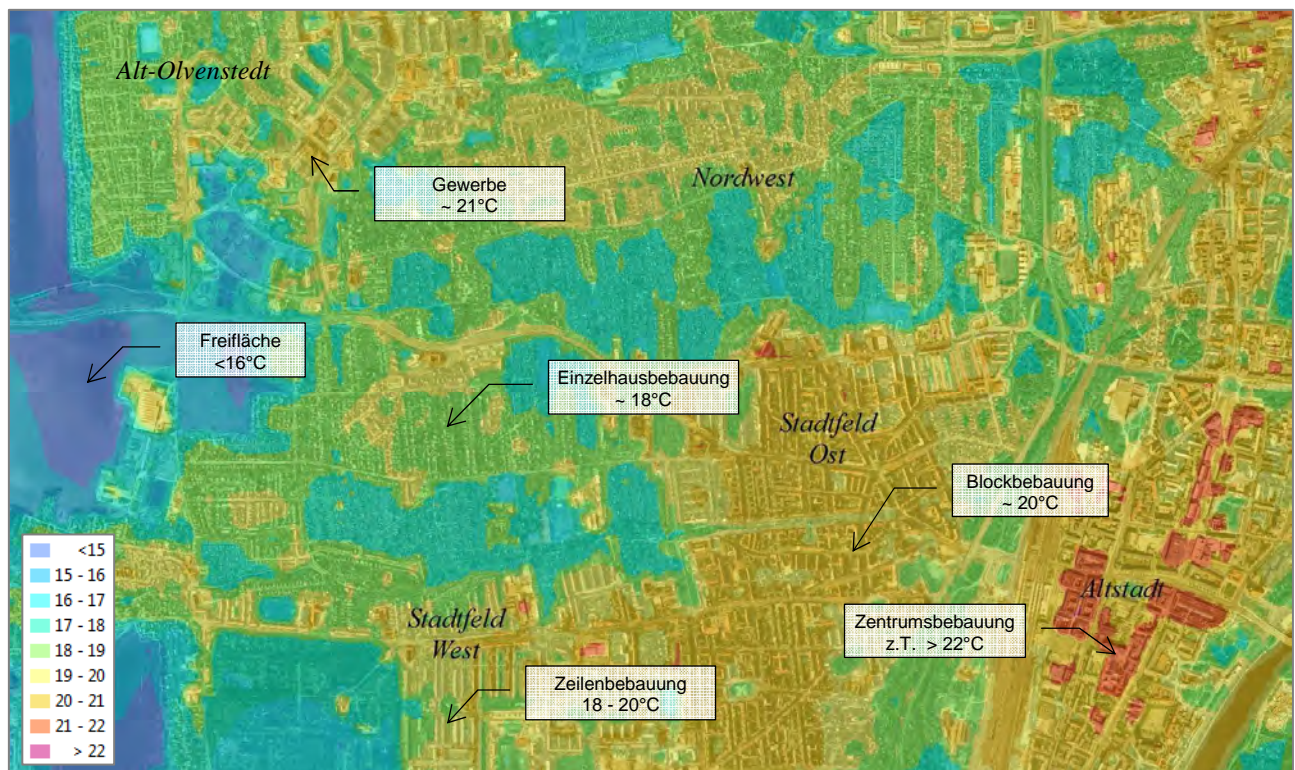 Alt-Olvenstedt
Gewerbe
~ 21°C
Nordwest
Freifläche
<16°C
Einzelhausbebauung
~ 18°C
Stadtfeld
Ost
Blockbebauung
~ 20°C
<15
15 - 16
16 - 17
17 - 18
18 - 19
19 - 20
20 - 21
21 - 22
> 22
Stadtfeld
West
Altstadt
Zentrumsbebauung
z.T. > 22°C
Zeilenbebauung
18 - 20°C